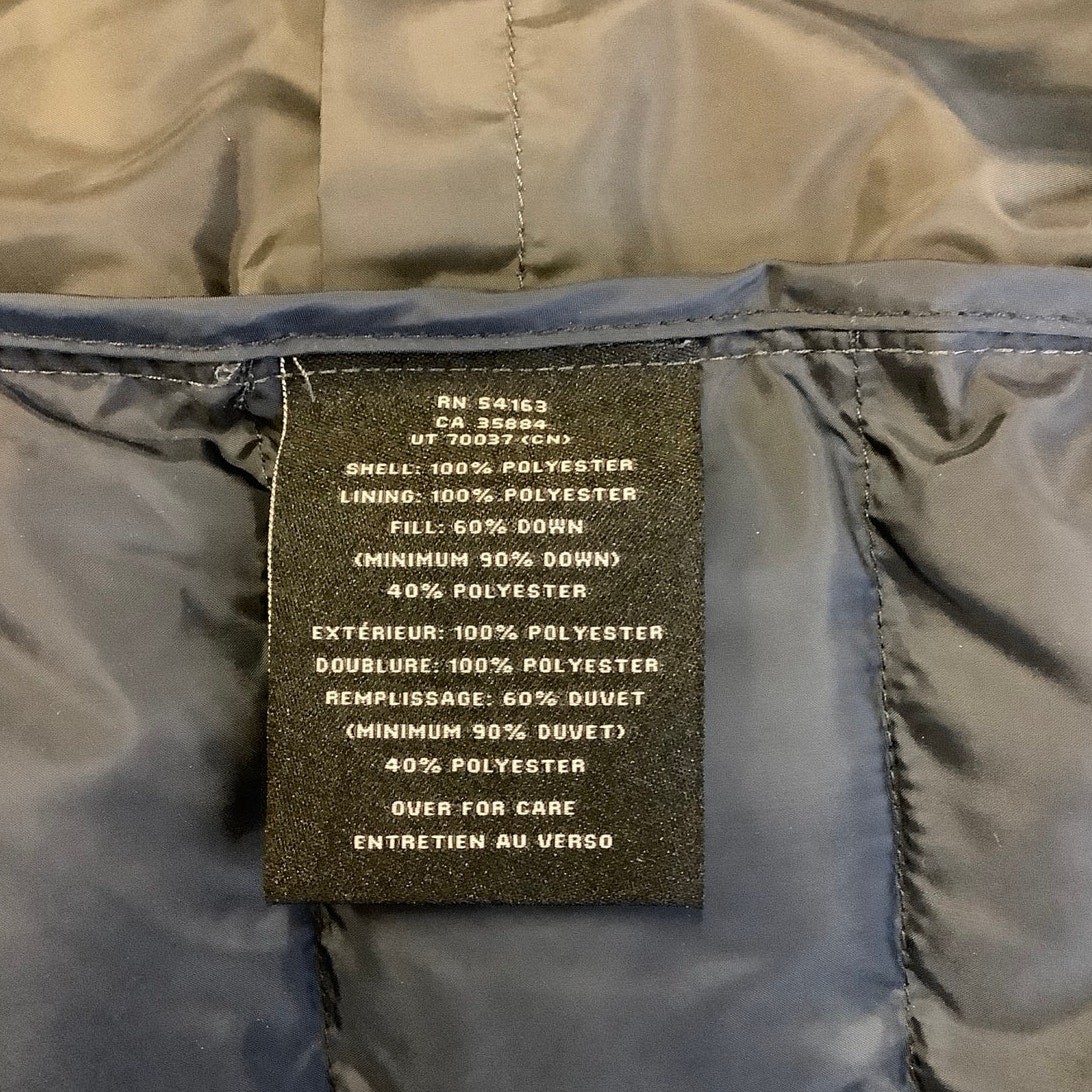 RN 54163
CA 35884
UT 70037 (CN)
SHELL: 100% POLYESTER
LINING: 100% POLYESTER
FILL: 60% DOWN
(MINIMUM 90% DOWN)
40% POLYESTER
EXTÉRIEUR: 100% POLYESTER
DOUBLURE: 100% POLYESTER
REMPLISSAGE: 60% DUVET
(MINIMUM 90% DUVET)
40% POLYESTER
OVER FOR CARE
ENTRETIEN AU VERSO